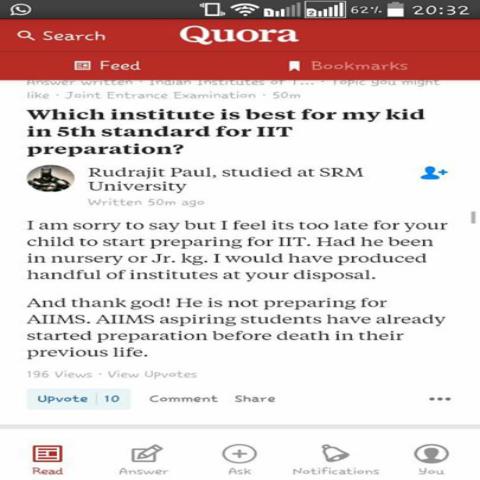 62% 20:32
Search Quora
Feed Bookmarks
Answer written · Indian Institutes of T... · Topic you might
like · Joint Entrance Examination · 50m
Which institute is best for my kid
in 5th standard for IIT
preparation?
Rudrajit Paul, studied at SRM
University
Written 50m ago
I am sorry to say but I feel its too late for your
child to start preparing for IIT. Had he been
in nursery or Jr. kg. I would have produced
handful of institutes at your disposal.
And thank god! He is not preparing for
AIIMS. AIIMS aspiring students have already
started preparation before death in their
previous life.
196 Views · View Upvotes
Upvote 10 Comment Share
Read Answer Ask Notifications You